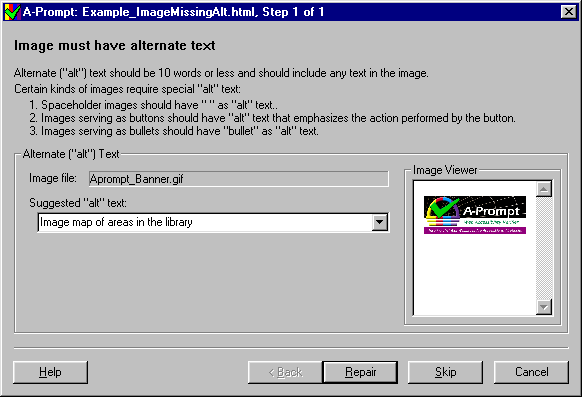 A-Prompt: Example_ImageMissingAlt.html, Step 1 of 1
Image must have alternate text
Alternate ("alt") text should be 10 words or less and should include any text in the image.
Certain kinds of images require special "alt" text:
1. Spaceholder images should have " " as "alt" text..
2. Images serving as buttons should have "alt" text that emphasizes the action performed by the button.
3. Images serving as bullets should have "bullet" as "alt" text.
Alternate ("alt") Text
Image file: Aprompt_Banner.gif
Suggested "alt" text:
Image map of areas in the library
Image Viewer
A-Prompt
Web Accessibility Verifier
Help < Back Repair Skip Cancel